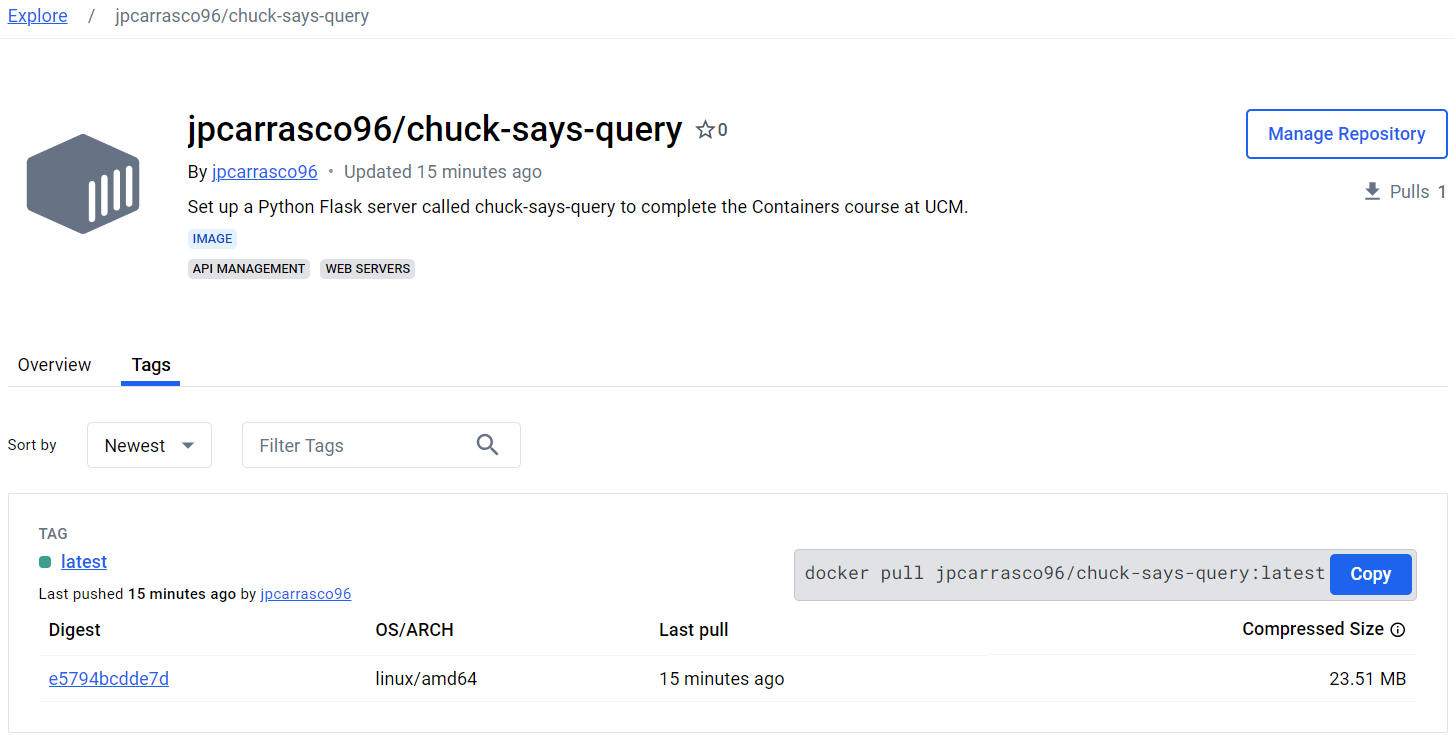 Explore / jpcarrasco96/chuck-says-query
jpcarrasco96/chuck-says-query 0
Manage Repository
By jpcarrasco96 • Updated 15 minutes ago
Pulls 1
Set up a Python Flask server called chuck-says-query to complete the Containers course at UCM.
IMAGE
API MANAGEMENT WEB SERVERS
Overview Tags
Sort by Newest Filter Tags
TAG
latest
docker pull jpcarrasco96/chuck-says-query:latest Copy
Last pushed 15 minutes ago by jpcarrasco96
Digest OS/ARCH Last pull Compressed Size
e5794bcdde7d linux/amd64 15 minutes ago 23.51 MB